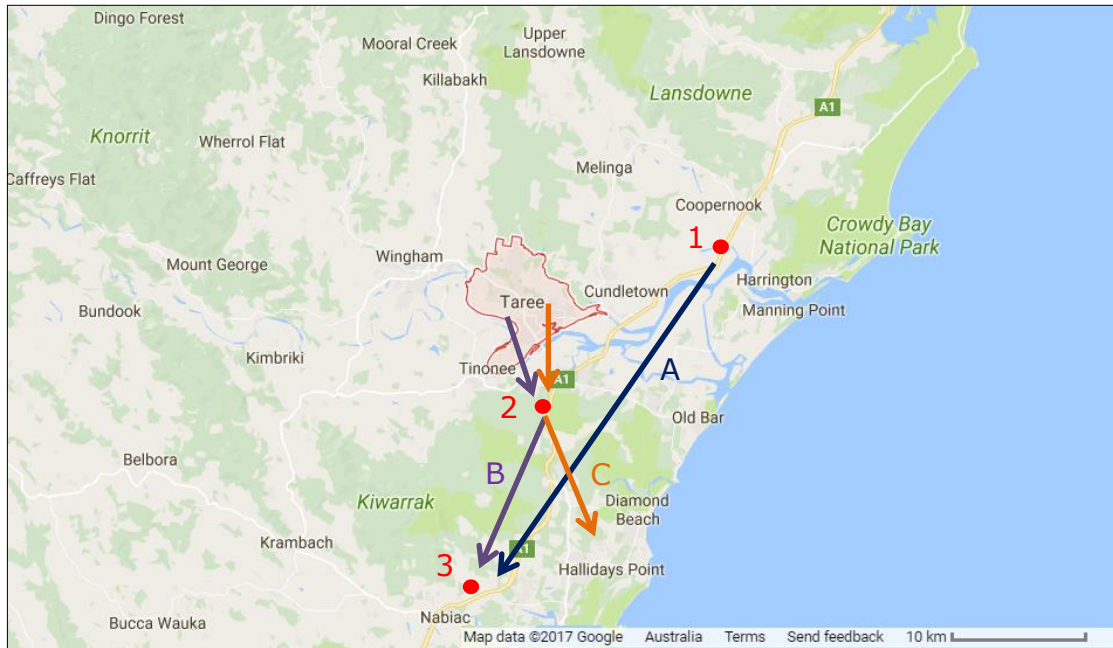 Dingo Forest
Mooral Creek
Upper
Lansdowne
Killabakh
Lansdowne
A1
Knorrit
Wherrol Flat
Melinga
Caffreys Flat
Coopernook
1
Crowdy Bay
National Park
Mount George
Wingham
Harrington
Cundletown
Taree
Manning Point
Bundook
Kimbriki
Tinonee
A
A1
2
Old Bar
Belbora
B
C
Kiwarrak
Diamond
Beach
Krambach
A1
3
Hallidays Point
Nabiac
Bucca Wauka
Map data ©2017 Google Australia Terms Send feedback 10 km